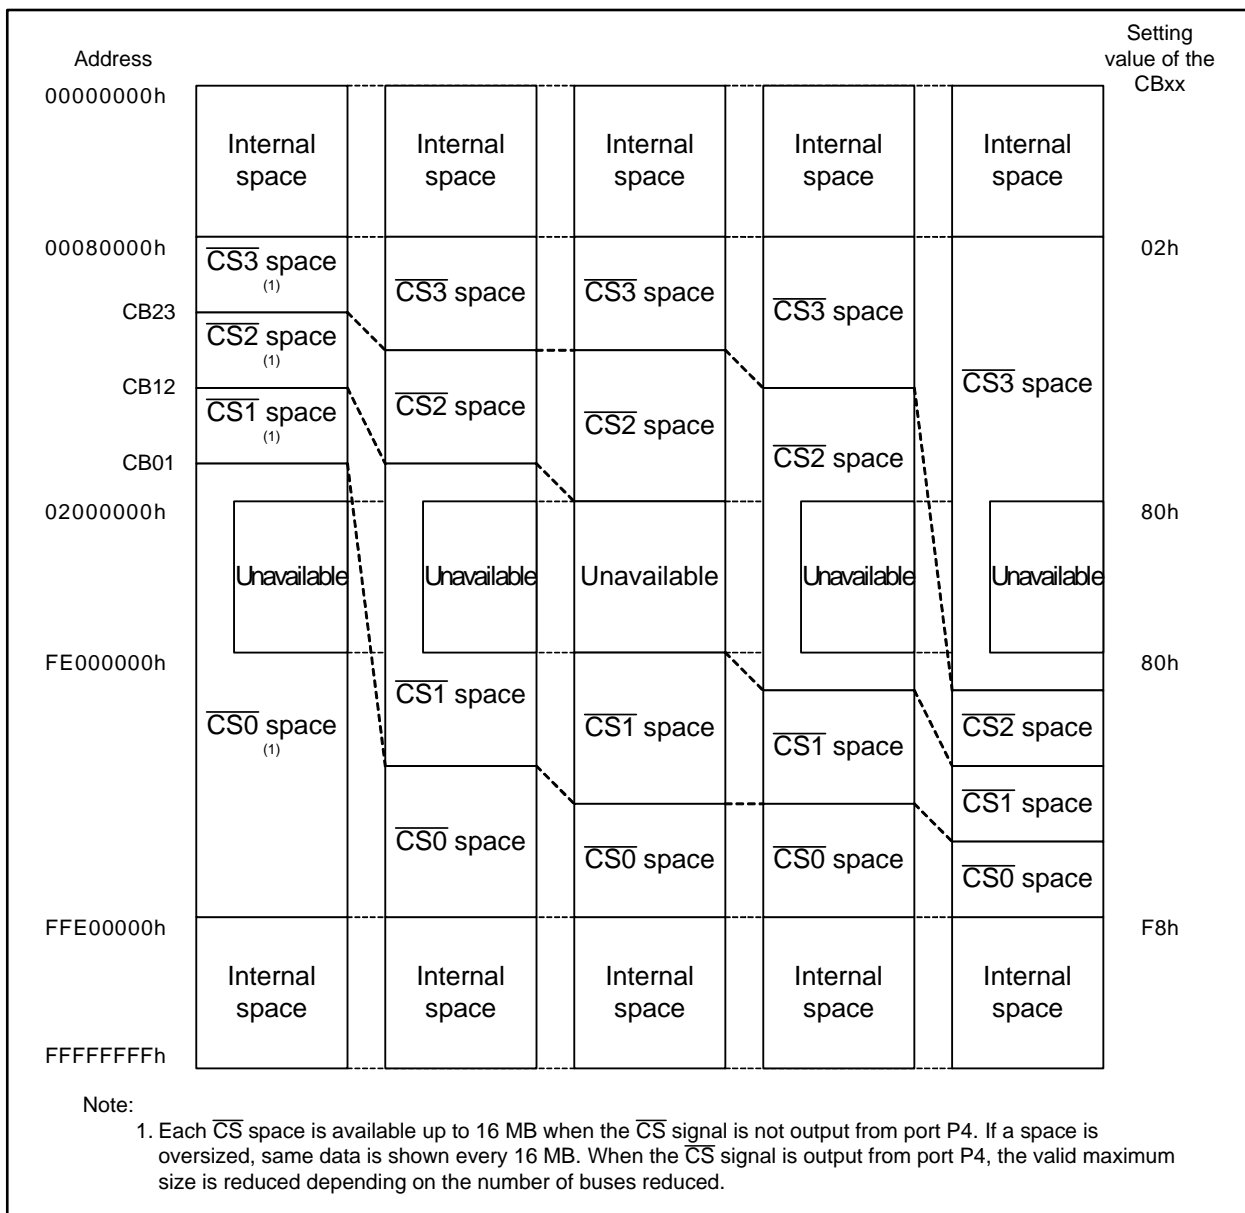 Setting
value of the
CBxx
Address
00000000h
Internal
space
Internal
space
Internal
space
Internal
space
Internal
space
00080000h
02h
CS3 space
(1)
CS3 space
CS3 space
CS3 space
CS3 space
CB23
CS2 space
(1)
CS2 space
CS2 space
CS2 space
CB12
CS1 space
(1)
CB01
02000000h
80h
Unavailable
Unavailable
Unavailable
Unavailable
Unavailable
FE000000h
80h
CS0 space
(1)
CS1 space
CS1 space
CS1 space
CS2 space
CS1 space
CS0 space
CS0 space
CS0 space
CS0 space
FFE00000h
F8h
Internal
space
Internal
space
Internal
space
Internal
space
Internal
space
FFFFFFFFh
Note:
1. Each CS space is available up to 16 MB when the CS signal is not output from port P4. If a space is
oversized, same data is shown every 16 MB. When the CS signal is output from port P4, the valid maximum
size is reduced depending on the number of buses reduced.